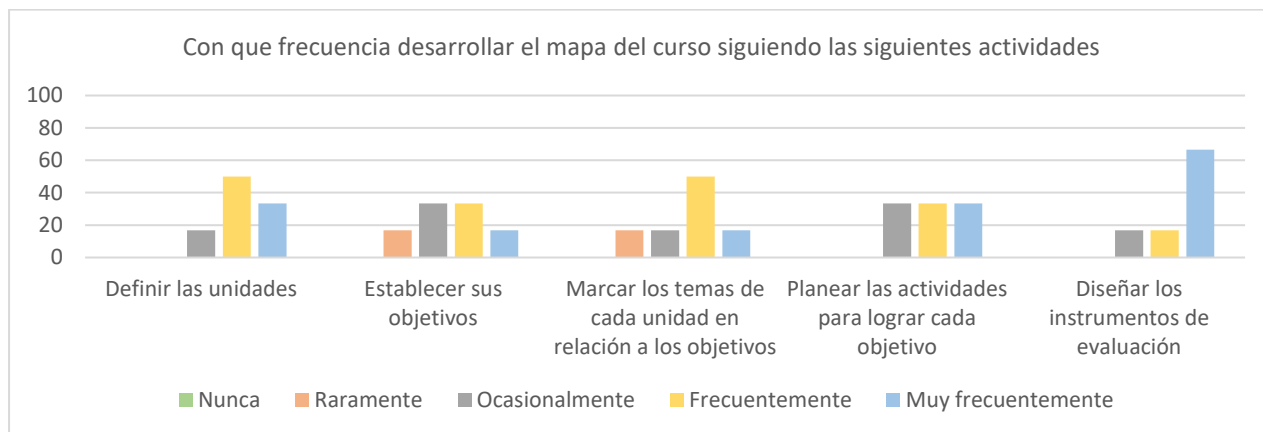 Con que frecuencia desarrollar el mapa del curso siguiendo las siguientes actividades
100
80
60
40
20
0
Definir las unidades
Establecer sus
objetivos
Marcar los temas de
cada unidad en
relación a los objetivos
Planear las actividades
para lograr cada
objetivo
Diseñar los
instrumentos de
evaluación
Nunca Raramente Ocasionalmente Frecuentemente Muy frecuentemente